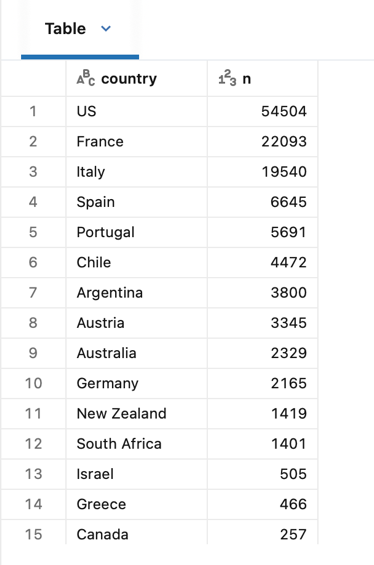 Table
ABC country 123 n
1 US 54504
2 France 22093
3 Italy 19540
4 Spain 6645
5 Portugal 5691
6 Chile 4472
7 Argentina 3800
8 Austria 3345
9 Australia 2329
10 Germany 2165
11 New Zealand 1419
12 South Africa 1401
13 Israel 505
14 Greece 466
15 Canada 257